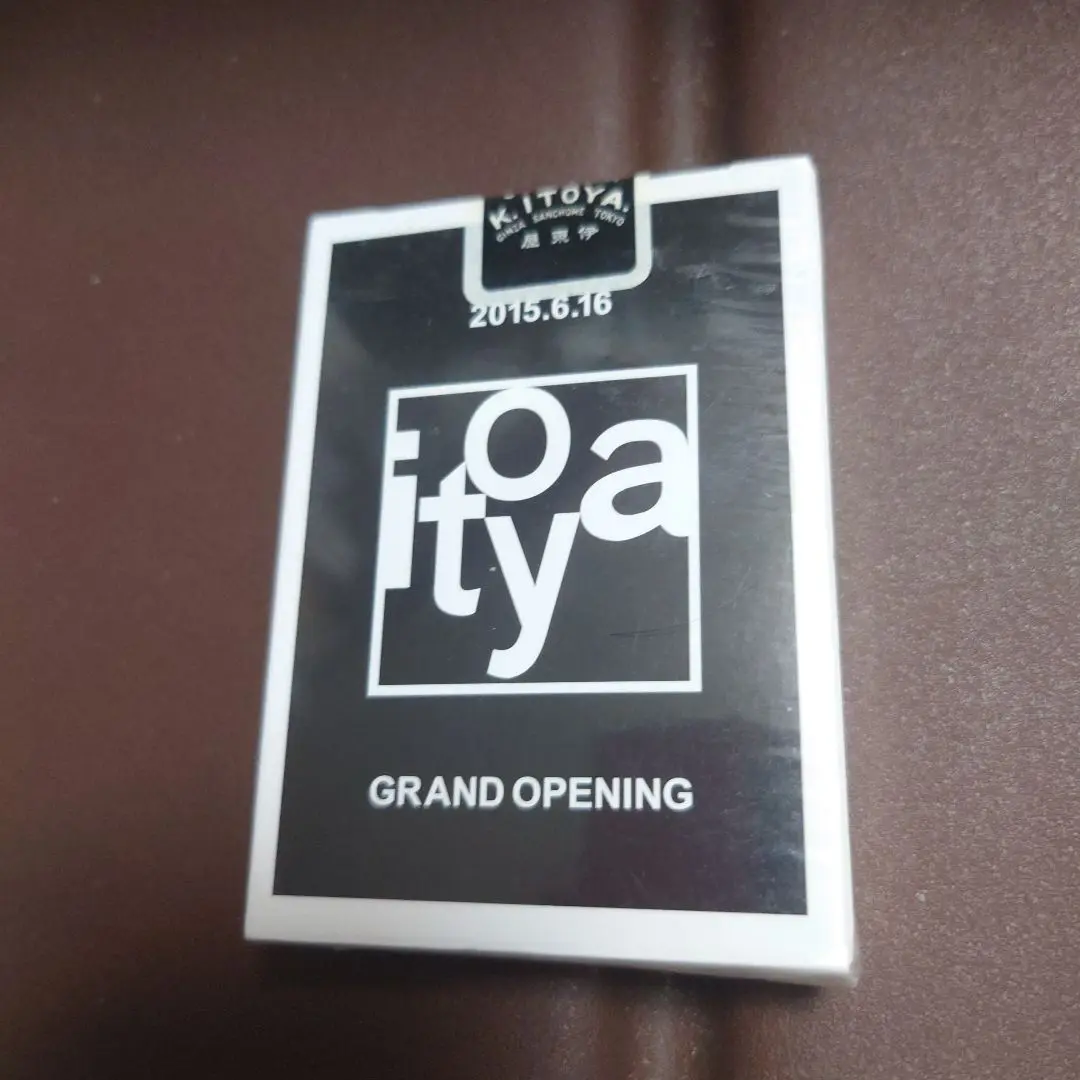 K. ITOYA.
GINZA SANCHOME TOKYO
屋東伊
2015.6.16
itoya
GRAND OPENING